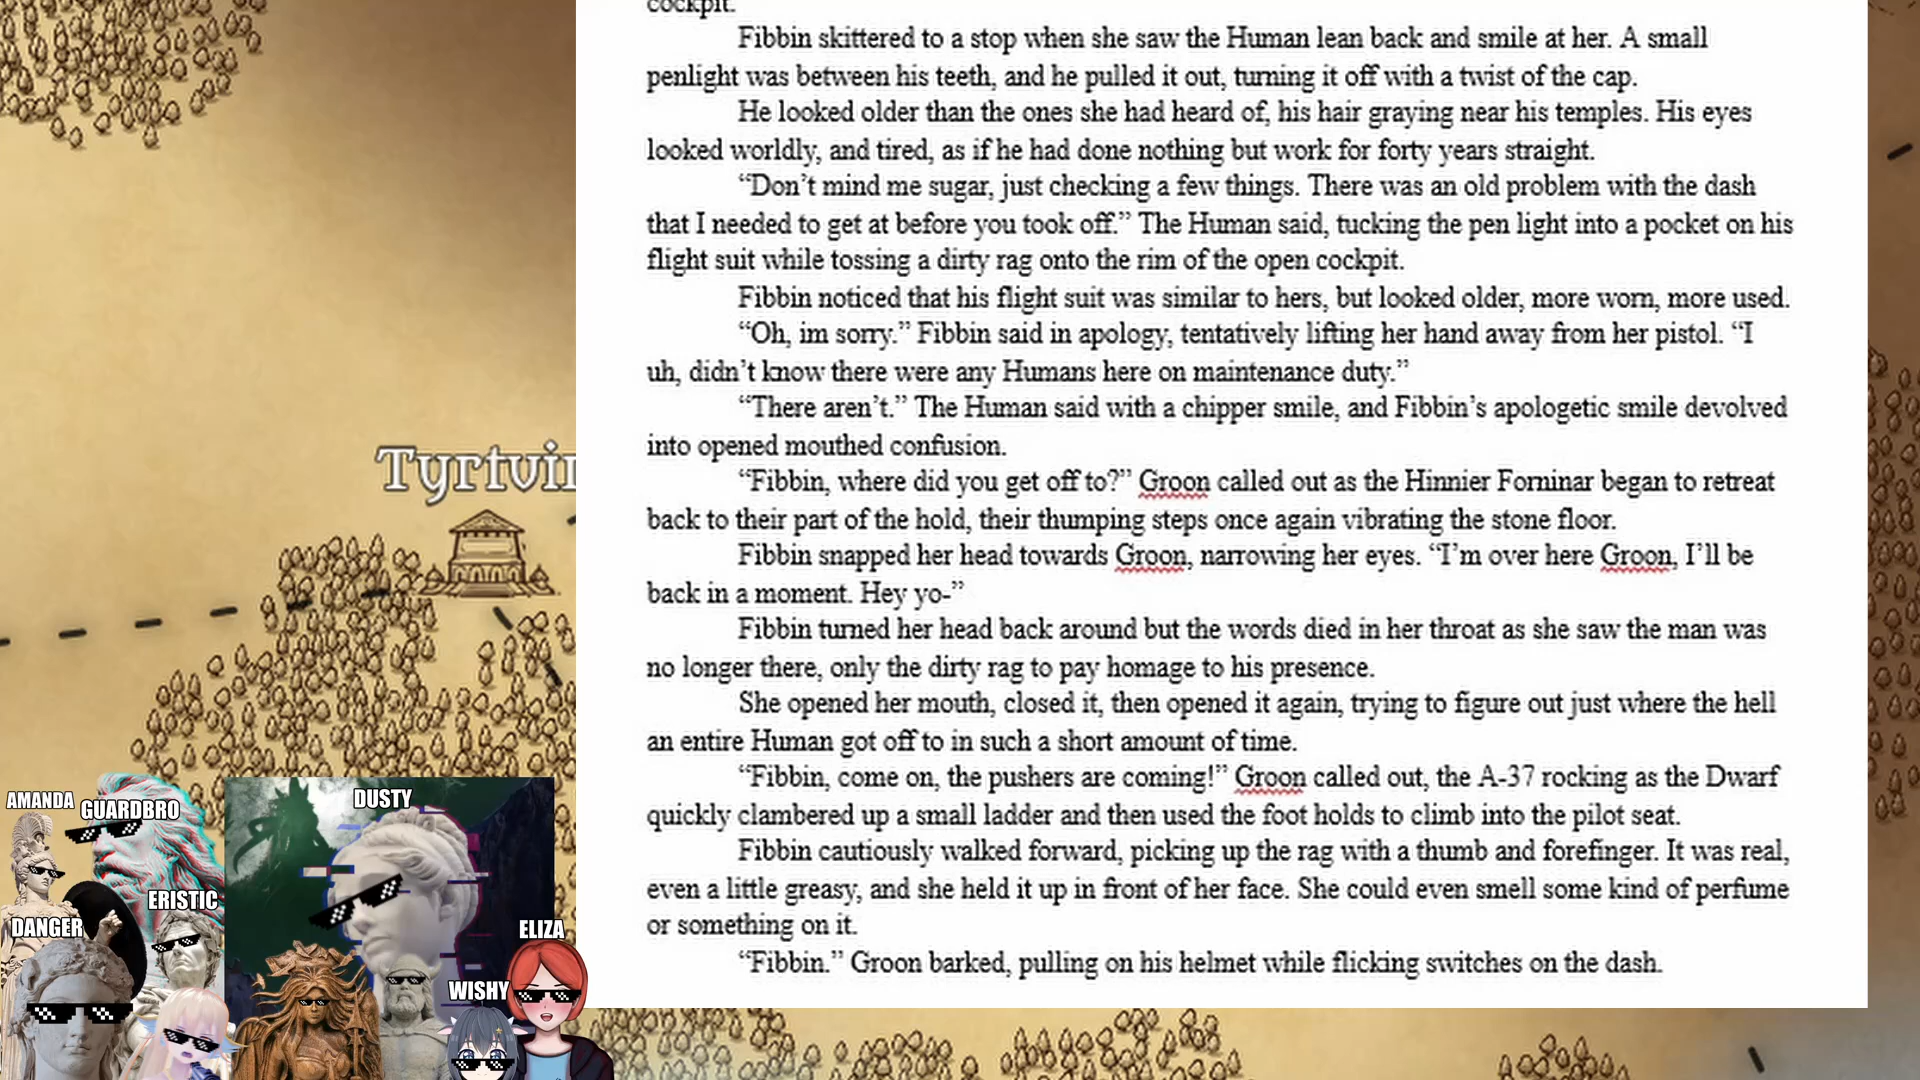 cockpit.
Fibbin skittered to a stop when she saw the Human lean back and smile at her. A small
penlight was between his teeth, and he pulled it out, turning it off with a twist of the cap.
He looked older than the ones she had heard of, his hair graying near his temples. His eyes
looked worldly, and tired, as if he had done nothing but work for forty years straight.
“Don’t mind me sugar, just checking a few things. There was an old problem with the dash
that I needed to get at before you took off.” The Human said, tucking the pen light into a pocket on his
flight suit while tossing a dirty rag onto the rim of the open cockpit.
Fibbin noticed that his flight suit was similar to hers, but looked older, more worn, more used.
“Oh, im sorry.” Fibbin said in apology, tentatively lifting her hand away from her pistol. “I
uh, didn’t know there were any Humans here on maintenance duty.”
“There aren’t.” The Human said with a chipper smile, and Fibbin’s apologetic smile devolved
into opened mouthed confusion.
“Fibbin, where did you get off to?” Groon called out as the Hinnier Forninar began to retreat
back to their part of the hold, their thumping steps once again vibrating the stone floor.
Fibbin snapped her head towards Groon, narrowing her eyes. “I’m over here Groon, I’ll be
back in a moment. Hey yo-”
Fibbin turned her head back around but the words died in her throat as she saw the man was
no longer there, only the dirty rag to pay homage to his presence.
She opened her mouth, closed it, then opened it again, trying to figure out just where the hell
an entire Human got off to in such a short amount of time.
“Fibbin, come on, the pushers are coming!” Groon called out, the A-37 rocking as the Dwarf
quickly clambered up a small ladder and then used the foot holds to climb into the pilot seat.
Fibbin cautiously walked forward, picking up the rag with a thumb and forefinger. It was real,
even a little greasy, and she held it up in front of her face. She could even smell some kind of perfume
or something on it.
“Fibbin.” Groon barked, pulling on his helmet while flicking switches on the dash.
AMANDA
GUARDBRO
DUSTY
ERISTIC
DANGER
ELIZA
WISHY